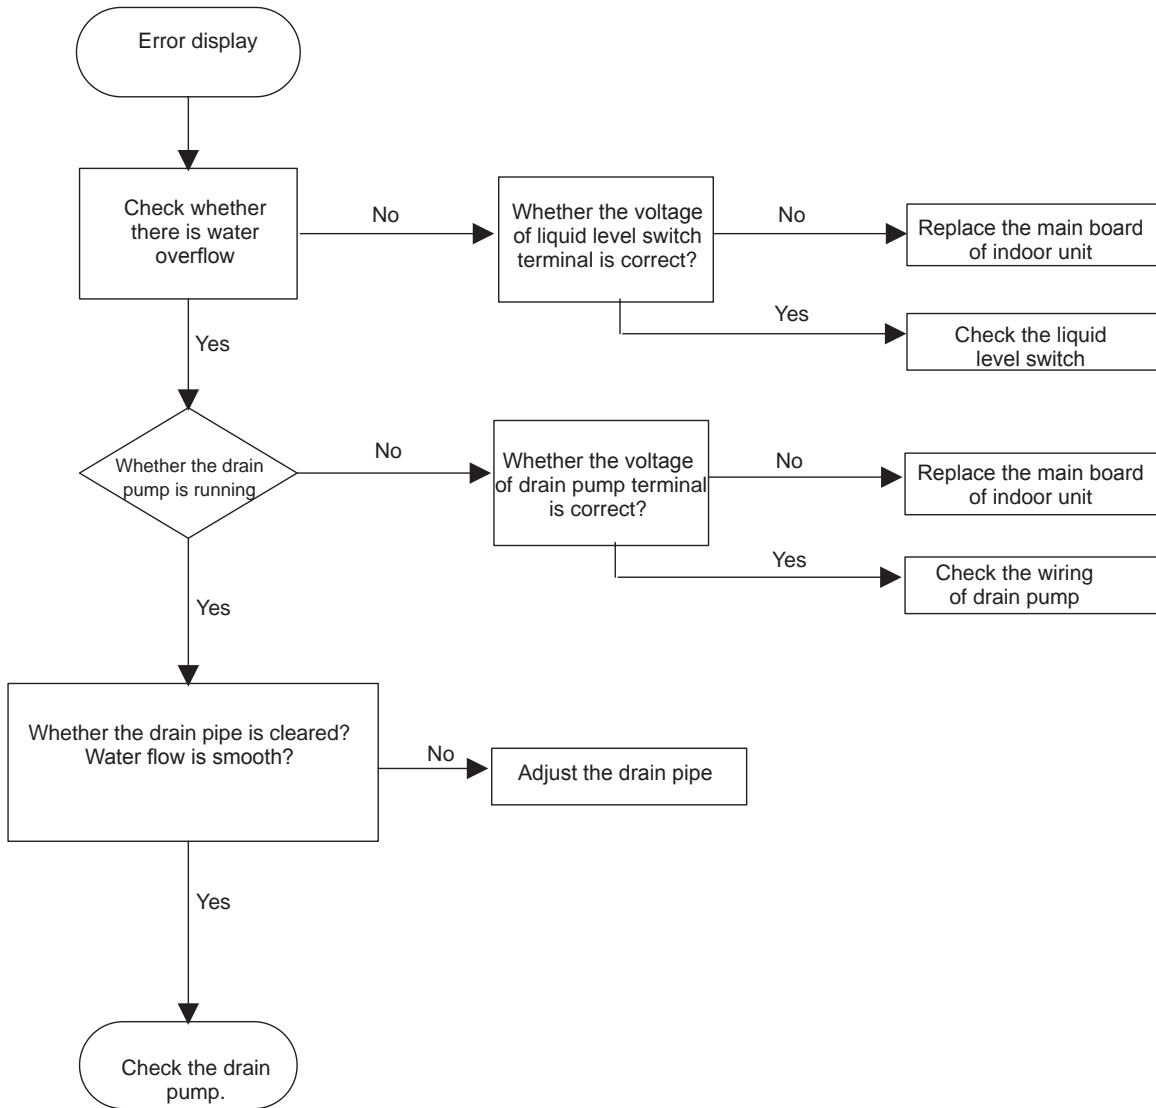 Error display
Check whether
there is water
overflow
No
Whether the voltage
of liquid level switch
terminal is correct?
No
Replace the main board
of indoor unit
Yes
Check the liquid
level switch
Yes
Whether the drain
pump is running
No
Whether the voltage
of drain pump terminal
is correct?
No
Replace the main board
of indoor unit
Yes
Check the wiring
of drain pump
Yes
Whether the drain pipe is cleared?
Water flow is smooth?
No
Adjust the drain pipe
Yes
Check the drain
pump.